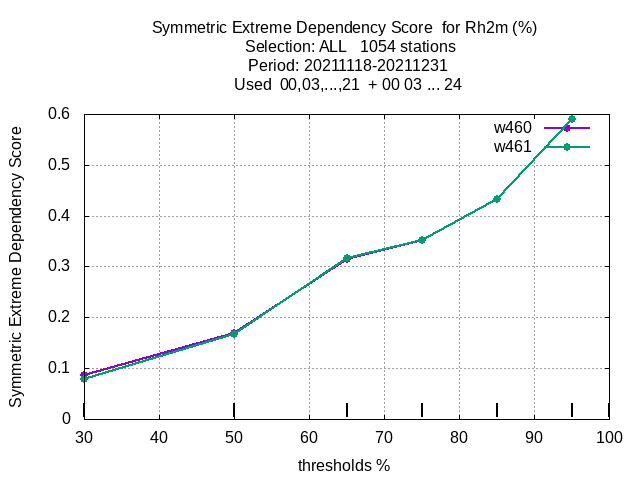 Symmetric Extreme Dependency Score  for Rh2m (%)
Selection: ALL   1054 stations
Period: 20211118-20211231
Used  00,03,...,21  + 00 03 ... 24
Symmetric Extreme Dependency Score
0.6
0.5
0.4
0.3
0.2
0.1
0
w460
w461
30 40 50 60 70 80 90 100
thresholds %